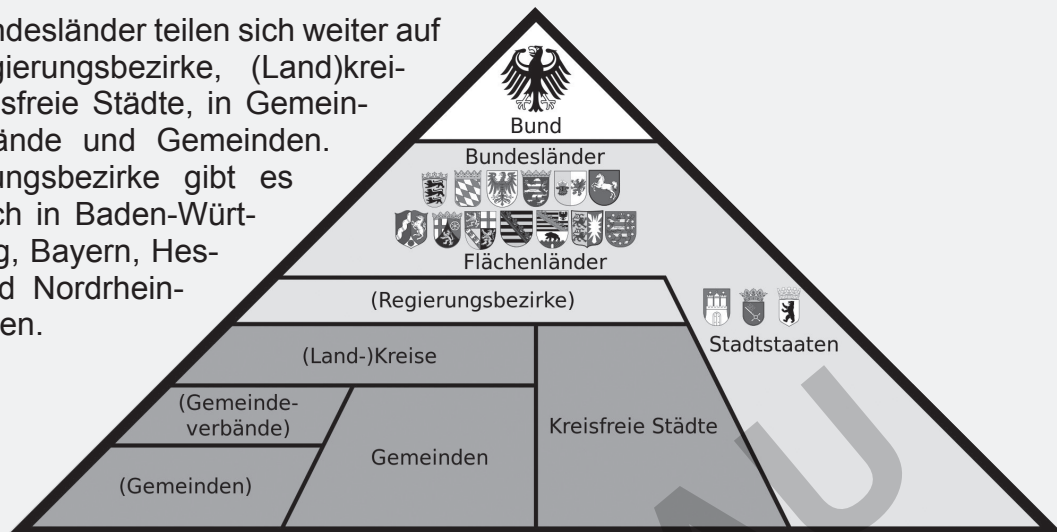 ndesländer teilen sich weiter auf
gierungsbezirke, (Land)krei-
sfreie Städte, in Gemein-
ände und Gemeinden.
ungsbezirke gibt es
ch in Baden-Würt-
g, Bayern, Hes-
d Nordrhein-
en.
Bund
Bundesländer
Flächenländer
(Regierungsbezirke)
Stadtstaaten
(Land-)Kreise
(Gemeinde-
verbände)
Kreisfreie Städte
Gemeinden
(Gemeinden)
AU